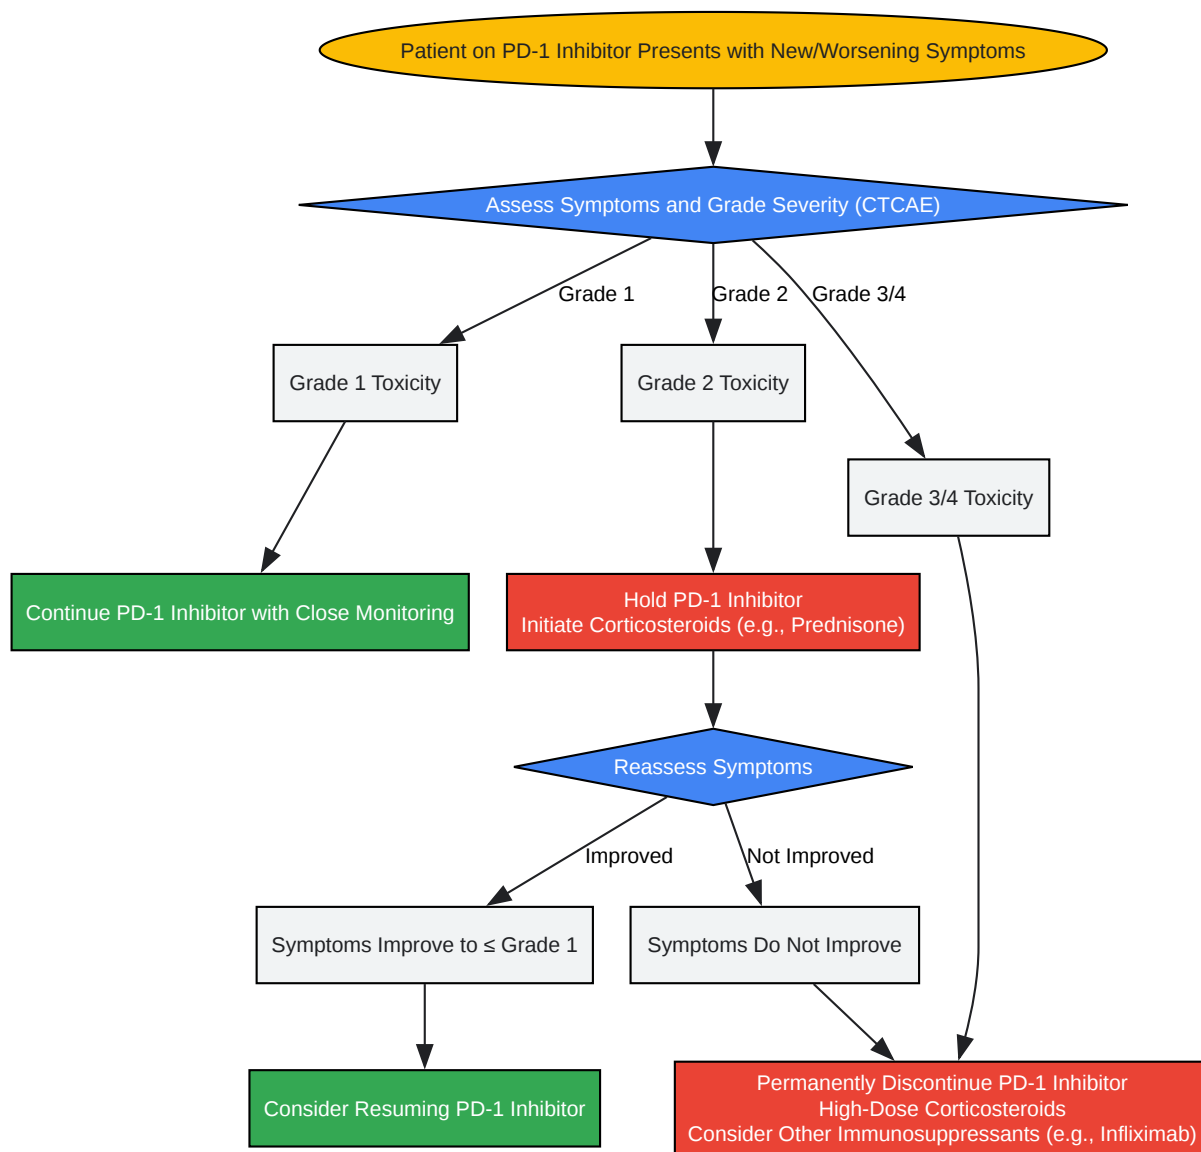 Patient on PD-1 Inhibitor Presents with New/Worsening Symptoms
Assess Symptoms and Grade Severity (CTCAE)
Grade 1
Grade 2
Grade 3/4
Grade 1 Toxicity
Grade 2 Toxicity
Grade 3/4 Toxicity
Continue PD-1 Inhibitor with Close Monitoring
Hold PD-1 Inhibitor
Initiate Corticosteroids (e.g., Prednisone)
Reassess Symptoms
Improved
Not Improved
Symptoms Improve to ≤ Grade 1
Symptoms Do Not Improve
Consider Resuming PD-1 Inhibitor
Permanently Discontinue PD-1 Inhibitor
High-Dose Corticosteroids
Consider Other Immunosuppressants (e.g., Infliximab)